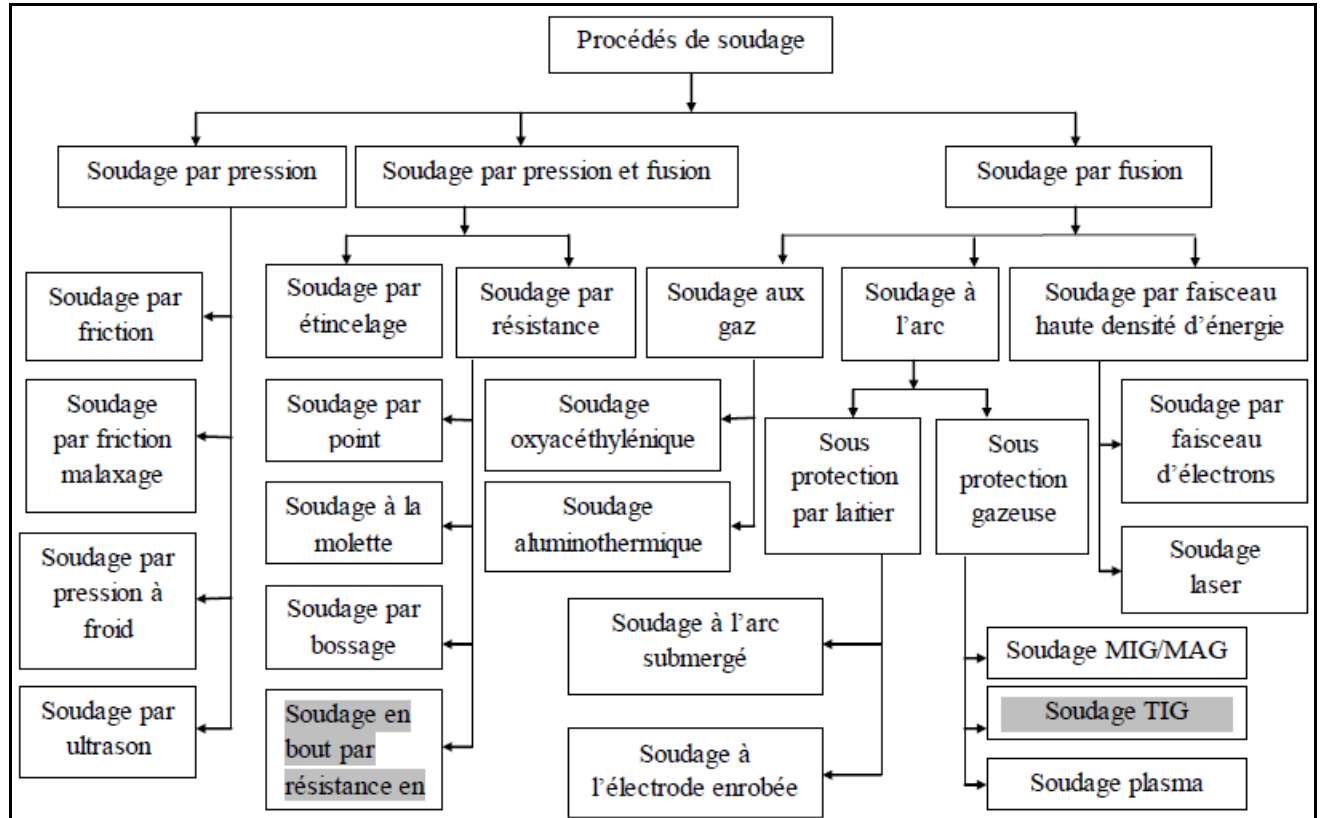 Procédés de soudage
Soudage par pression
Soudage par pression et fusion
Soudage par fusion
Soudage par
friction
Soudage
par friction
malaxage
Soudage par
pression à
froid
Soudage par
ultrason
Soudage par
étincelage
Soudage par
résistance
Soudage par
point
Soudage à la
molette
Soudage par
bossage
Soudage en
bout par
résistance en
Soudage aux
gaz
Soudage
oxyacéthylénique
Soudage
aluminothermique
Soudage à
l'arc
Sous
protection
par laitier
Soudage à l'arc
submergé
Soudage à
l'électrode enrobée
Sous
protection
gazeuse
Soudage MIG/MAG
Soudage TIG
Soudage plasma
Soudage par faisceau
haute densité d'énergie
Soudage par
faisceau
d'électrons
Soudage
laser